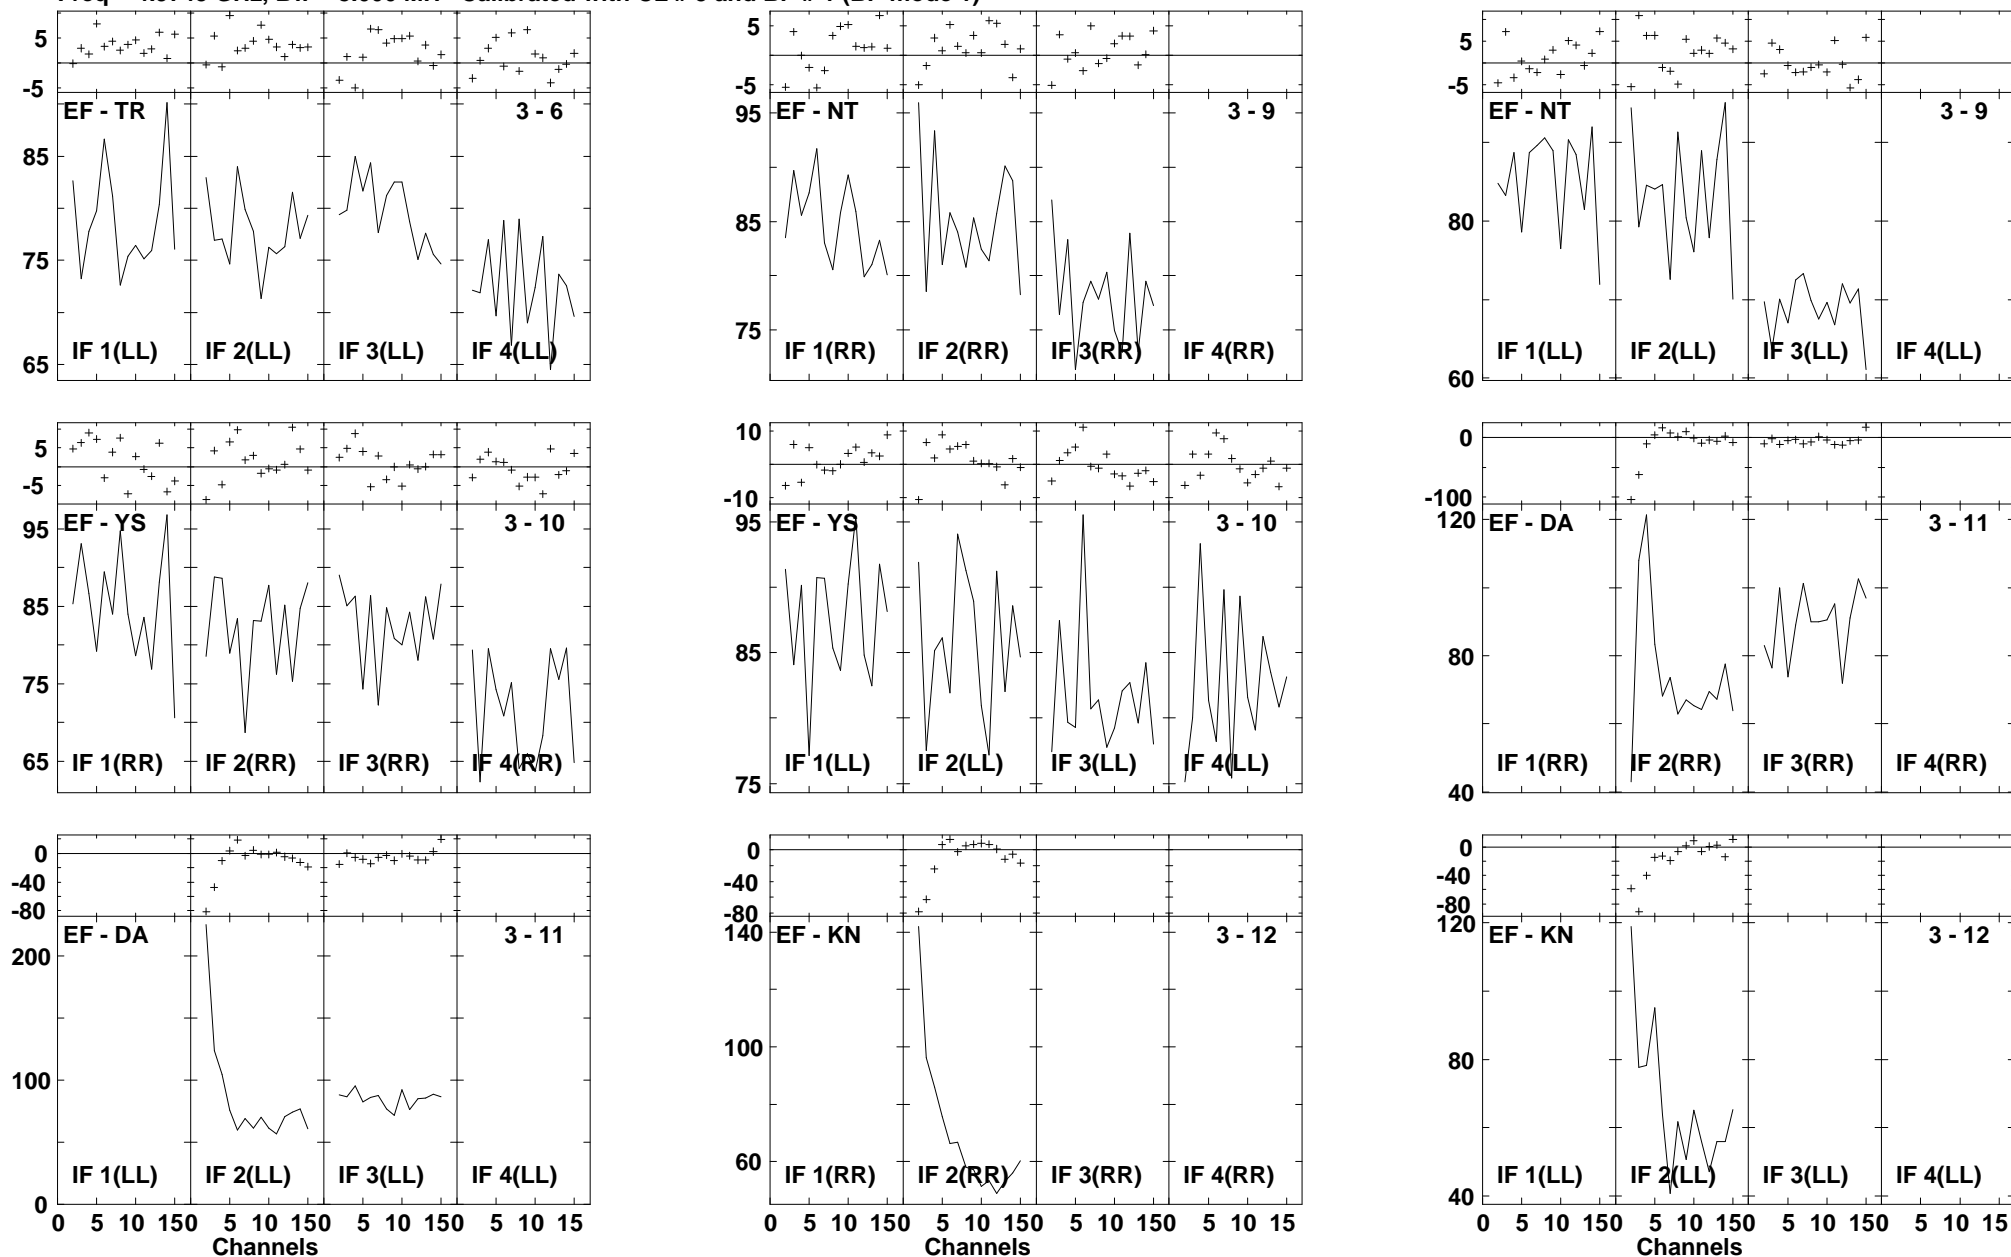 5
-5
EF - TR
3 - 6
85
75
65
IF 1(LL)
IF 2(LL)
IF 3(LL)
IF 4(LL)
5
-5
EF - NT
3 - 9
95
85
75
IF 1(RR)
IF 2(RR)
IF 3(RR)
IF 4(RR)
5
-5
EF - NT
3 - 9
80
60
IF 1(LL)
IF 2(LL)
IF 3(LL)
IF 4(LL)
5
-5
EF - YS
3 - 10
95
85
75
65
IF 1(RR)
IF 2(RR)
IF 3(RR)
IF 4(RR)
10
-10
EF - YS
3 - 10
95
85
75
IF 1(LL)
IF 2(LL)
IF 3(LL)
IF 4(LL)
0
-100
EF - DA
3 - 11
120
80
40
IF 1(RR)
IF 2(RR)
IF 3(RR)
IF 4(RR)
0
-40
-80
EF - DA
3 - 11
200
100
0
IF 1(LL)
IF 2(LL)
IF 3(LL)
IF 4(LL)
0 5 10 150 5 10 150 5 10 150 5 10 15
Channels
0
-40
-80
EF - KN
3 - 12
140
100
60
IF 1(RR)
IF 2(RR)
IF 3(RR)
IF 4(RR)
0 5 10 150 5 10 150 5 10 150 5 10 15
Channels
0
-40
-80
EF - KN
3 - 12
120
80
40
IF 1(LL)
IF 2(LL)
IF 3(LL)
IF 4(LL)
0 5 10 150 5 10 150 5 10 150 5 10 15
Channels